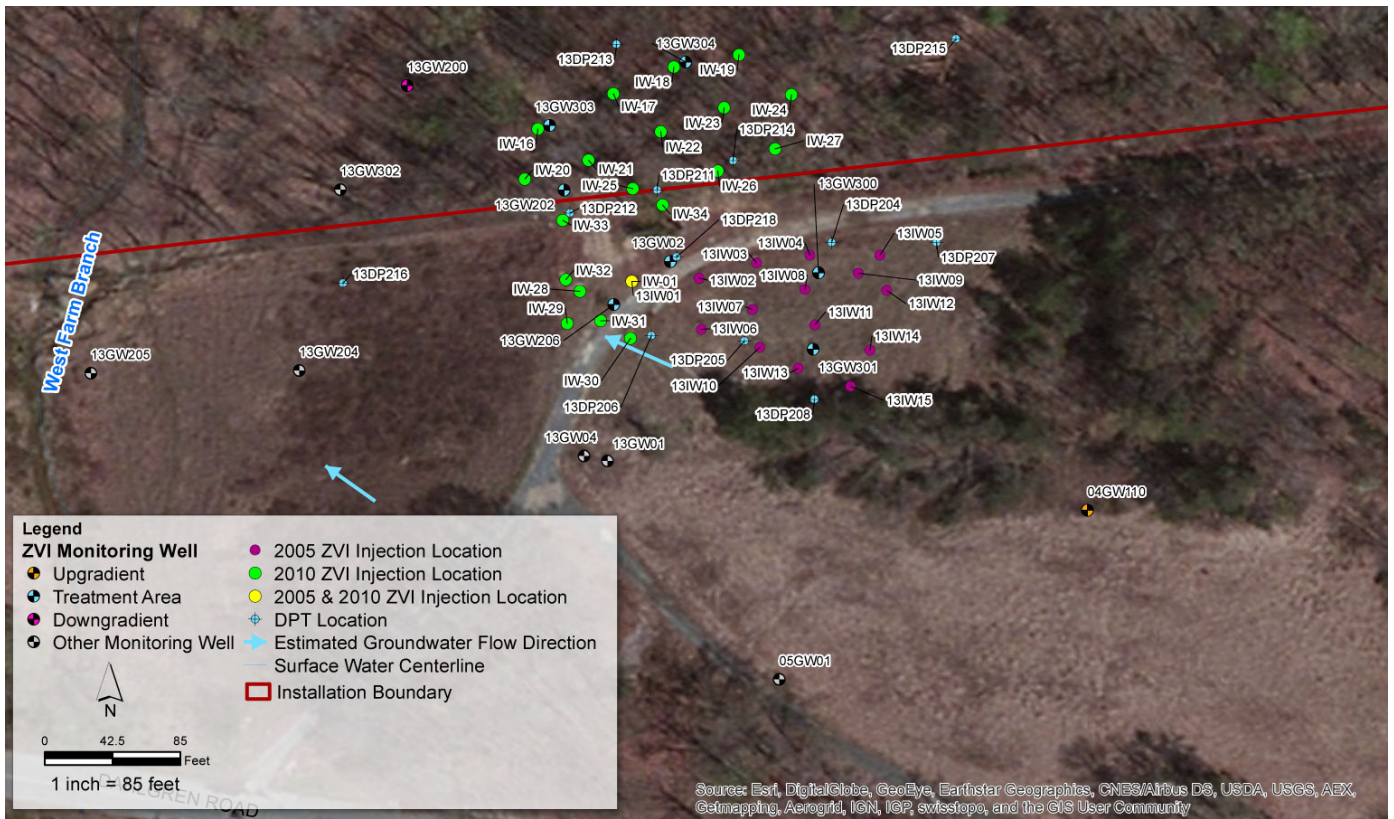 13DP215
13GW304
13DP213
IW-19
IW-18
13GW200
IW-17
IW-24
13GW303
IW-23
13DP214
IW-16
IW-22
IW-27
IW-20
IW-21
13GW302
13DP211
IW-25
IW-26
13GW300
13GW202
13DP212
IW-34
13DP204
IW-33
13DP218
13IW05
13GW02
13IW04
13IW03
13DP207
West Farm Branch
13DP216
IW-32
IW-01
13IW02
13IW08
13IW09
IW-28
13IW01
13IW12
IW-29
13IW07
IW-31
13IW11
13GW206
13IW06
13GW205
13GW204
13DP205
13IW14
IW-30
13IW10
13IW13
13GW301
13DP206
13DP208
13IW15
13GW04
13GW01
04GW110
05GW01
Legend
ZVI Monitoring Well
Upgradient
Treatment Area
Downgradient
Other Monitoring Well
2005 ZVI Injection Location
2010 ZVI Injection Location
2005 & 2010 ZVI Injection Location
DPT Location
Estimated Groundwater Flow Direction
Surface Water Centerline
Installation Boundary
N
0 42.5 85
Feet
1 inch = 85 feet
DAHLGREN ROAD
Source: Esri, DigitalGlobe, GeoEye, Earthstar Geographics, CNES/Airbus DS, USDA, USGS, AEX,
Getmapping, Aerogrid, IGN, IGP, swisstopo, and the GIS User Community